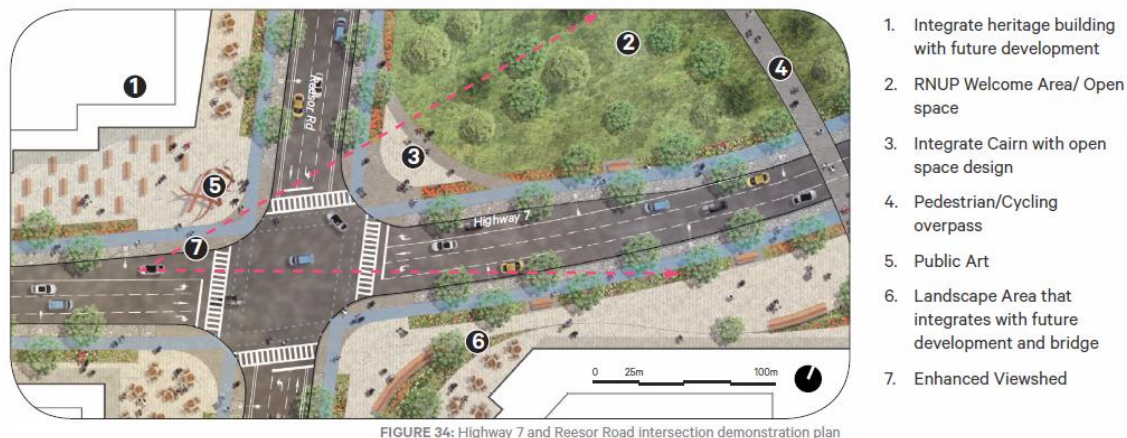 1
2
3
4
5
6
7
Reesor Rd
Highway 7
0 25m 100m
1. Integrate heritage building
with future development
2. RNUP Welcome Area/ Open
space
3. Integrate Cairn with open
space design
4. Pedestrian/Cycling
overpass
5. Public Art
6. Landscape Area that
integrates with future
development and bridge
7. Enhanced Viewshed
FIGURE 34: Highway 7 and Reesor Road intersection demonstration plan